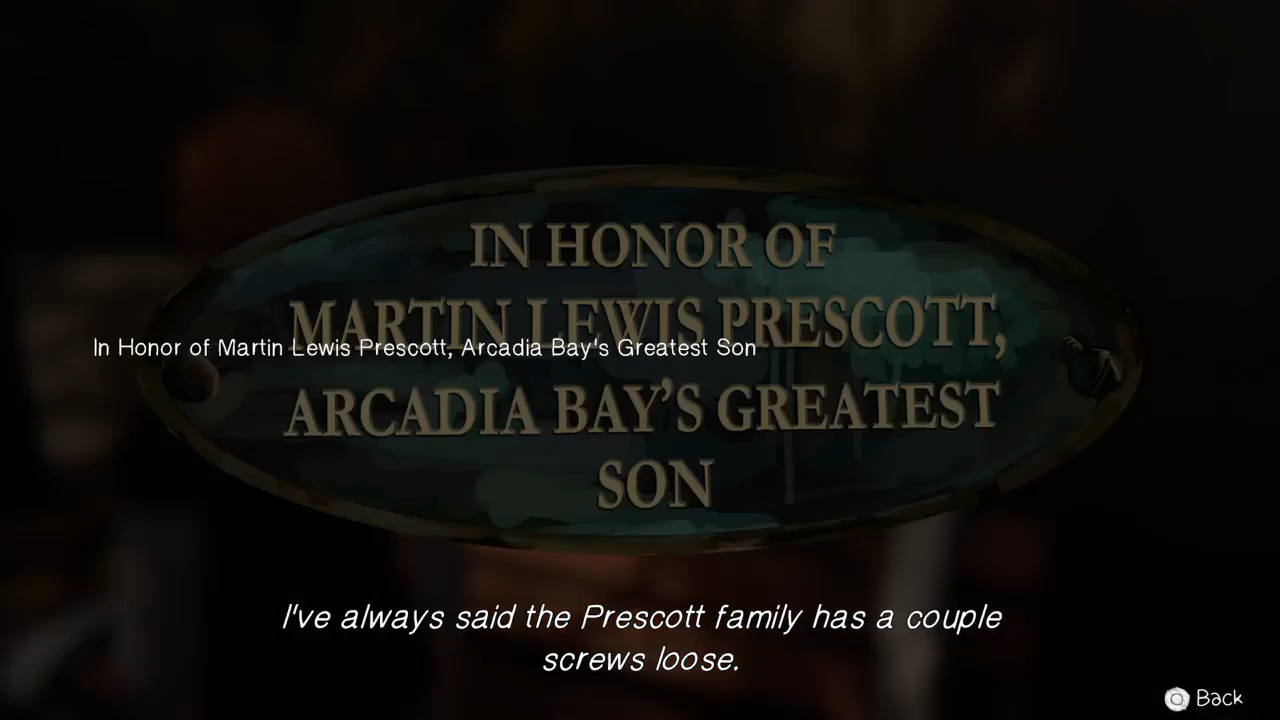 IN HONOR OF
MARTIN LEWIS PRESCOTT,
In Honor of Martin Lewis Prescott, Arcadia Bay's Greatest Son
ARCADIA BAY'S GREATEST
SON
I've always said the Prescott family has a couple
screws loose.
Back